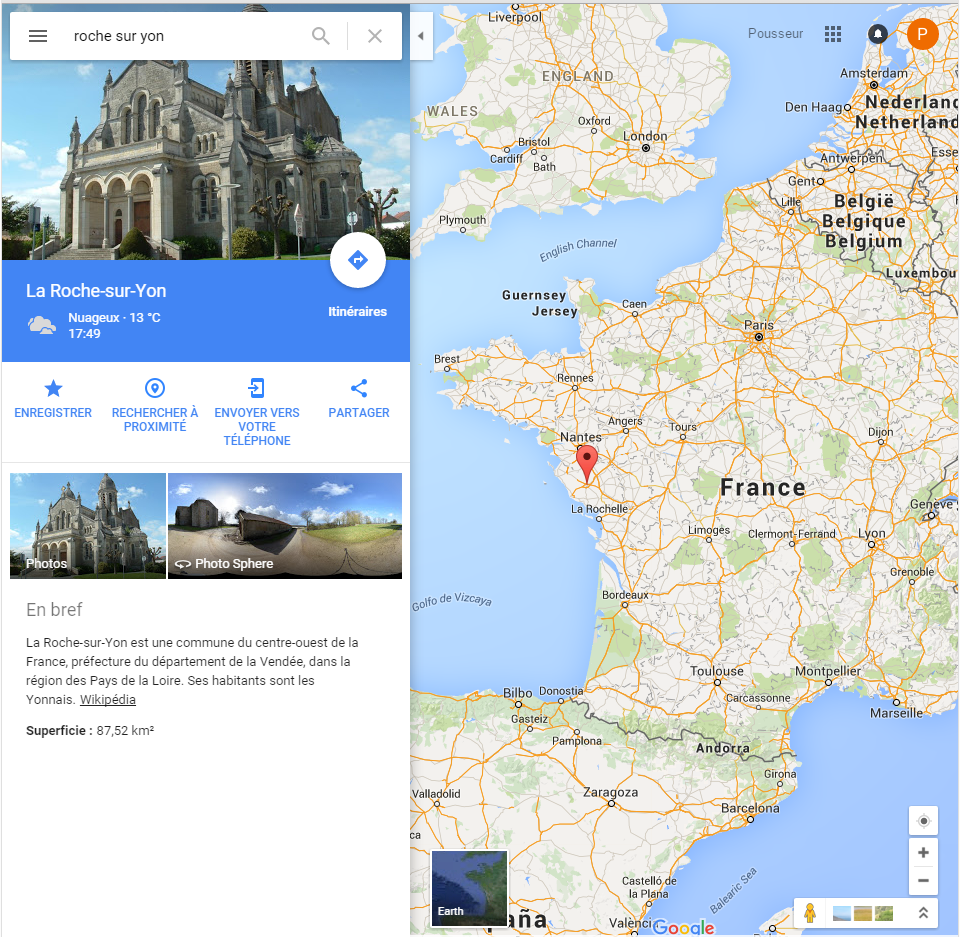 roche sur yon
La Roche-sur-Yon
Nuageux · 13 °C
17:49
Itinéraires
ENREGISTRER
RECHERCHER À
PROXIMITÉ
ENVOYER VERS
VOTRE
TÉLÉPHONE
PARTAGER
Photos
Photo Sphere
En bref
La Roche-sur-Yon est une commune du centre-ouest de la
France, préfecture du département de la Vendée, dans la
région des Pays de la Loire. Ses habitants sont les
Yonnais. Wikipédia
Superficie : 87,52 km²
Pousseur
P
Liverpool
ENGLAND
WALES
Oxford
London
Bristol
Cardiff
Bath
Plymouth
English Channel
Amsterdam
Den Haag
Nederland
Netherland
Antwerpen
Esse
Gent
Lille
België
Belgique
Belgium
Luxembou
Guernsey
Jersey
Caen
Paris
Brest
Rennes
Angers
Tours
Dijon
Nantes
France
La Rochelle
Genève
Limoges
Clermont-Ferrand
Lyon
Grenoble
Bordeaux
Golfo de Vizcaya
Toulouse
Montpellier
Carcassonne
Marseille
Bilbo
Donostia
Gasteiz
Pamplona
Andorra
Girona
Valladolid
Zaragoza
Barcelona
ca
Castelló de
la Plana
Balearic Sea
Earth
aña
Valènci
Google